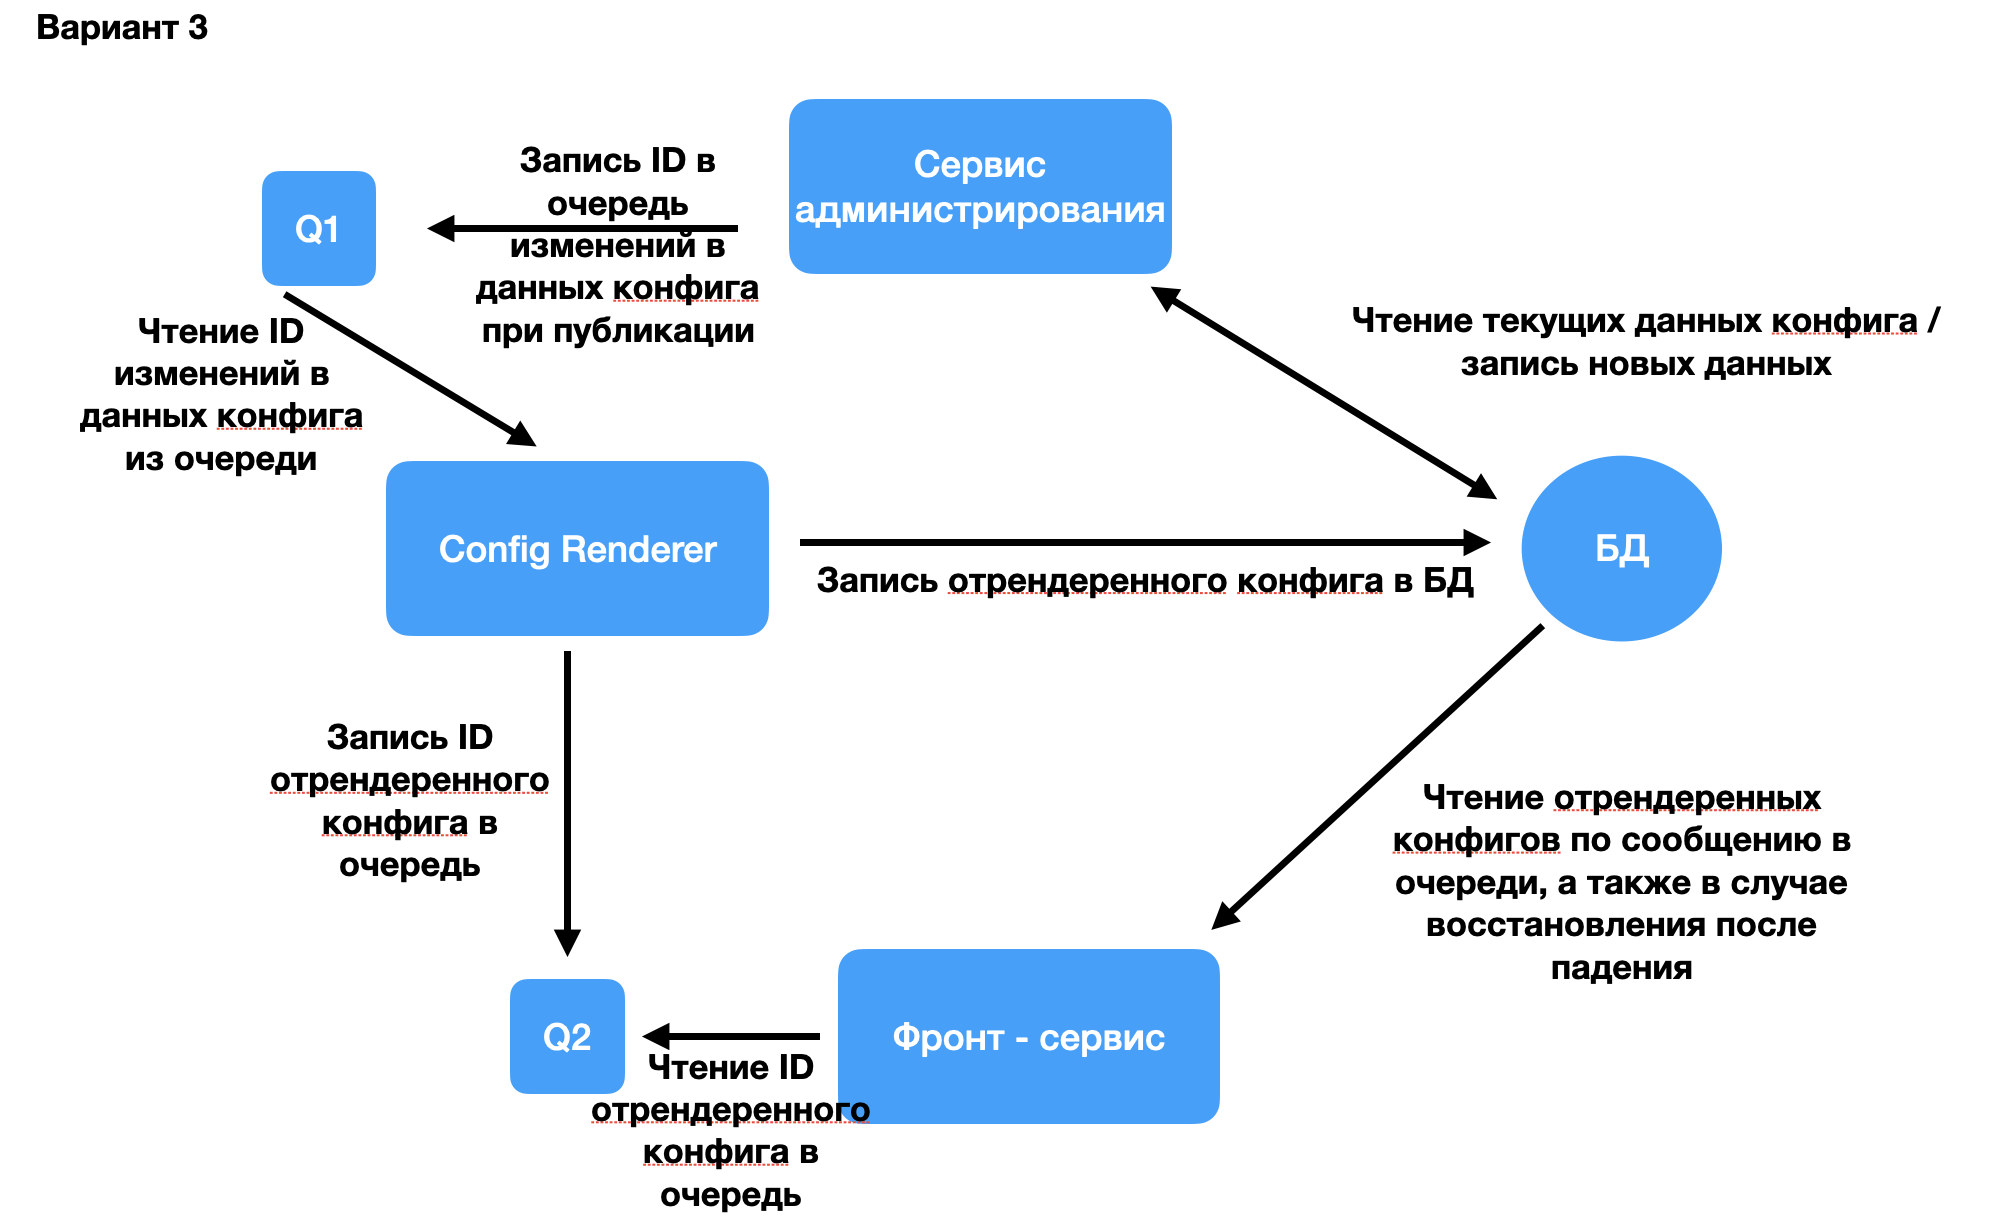 Вариант 3
Сервис
администрирования
Запись ID в
очередь
изменений в
данных конфига
при публикации
Q1
Чтение ID
изменений в
данных конфига
из очереди
Чтение текущих данных конфига /
запись новых данных
Config Renderer
БД
Запись отрендеренного конфига в БД
Запись ID
отрендеренного
конфига в
очередь
Чтение отрендеренных
конфигов по сообщению в
очереди, а также в случае
восстановления после
падения
Q2
Фронт - сервис
Чтение ID
отрендеренного
конфига в
очередь